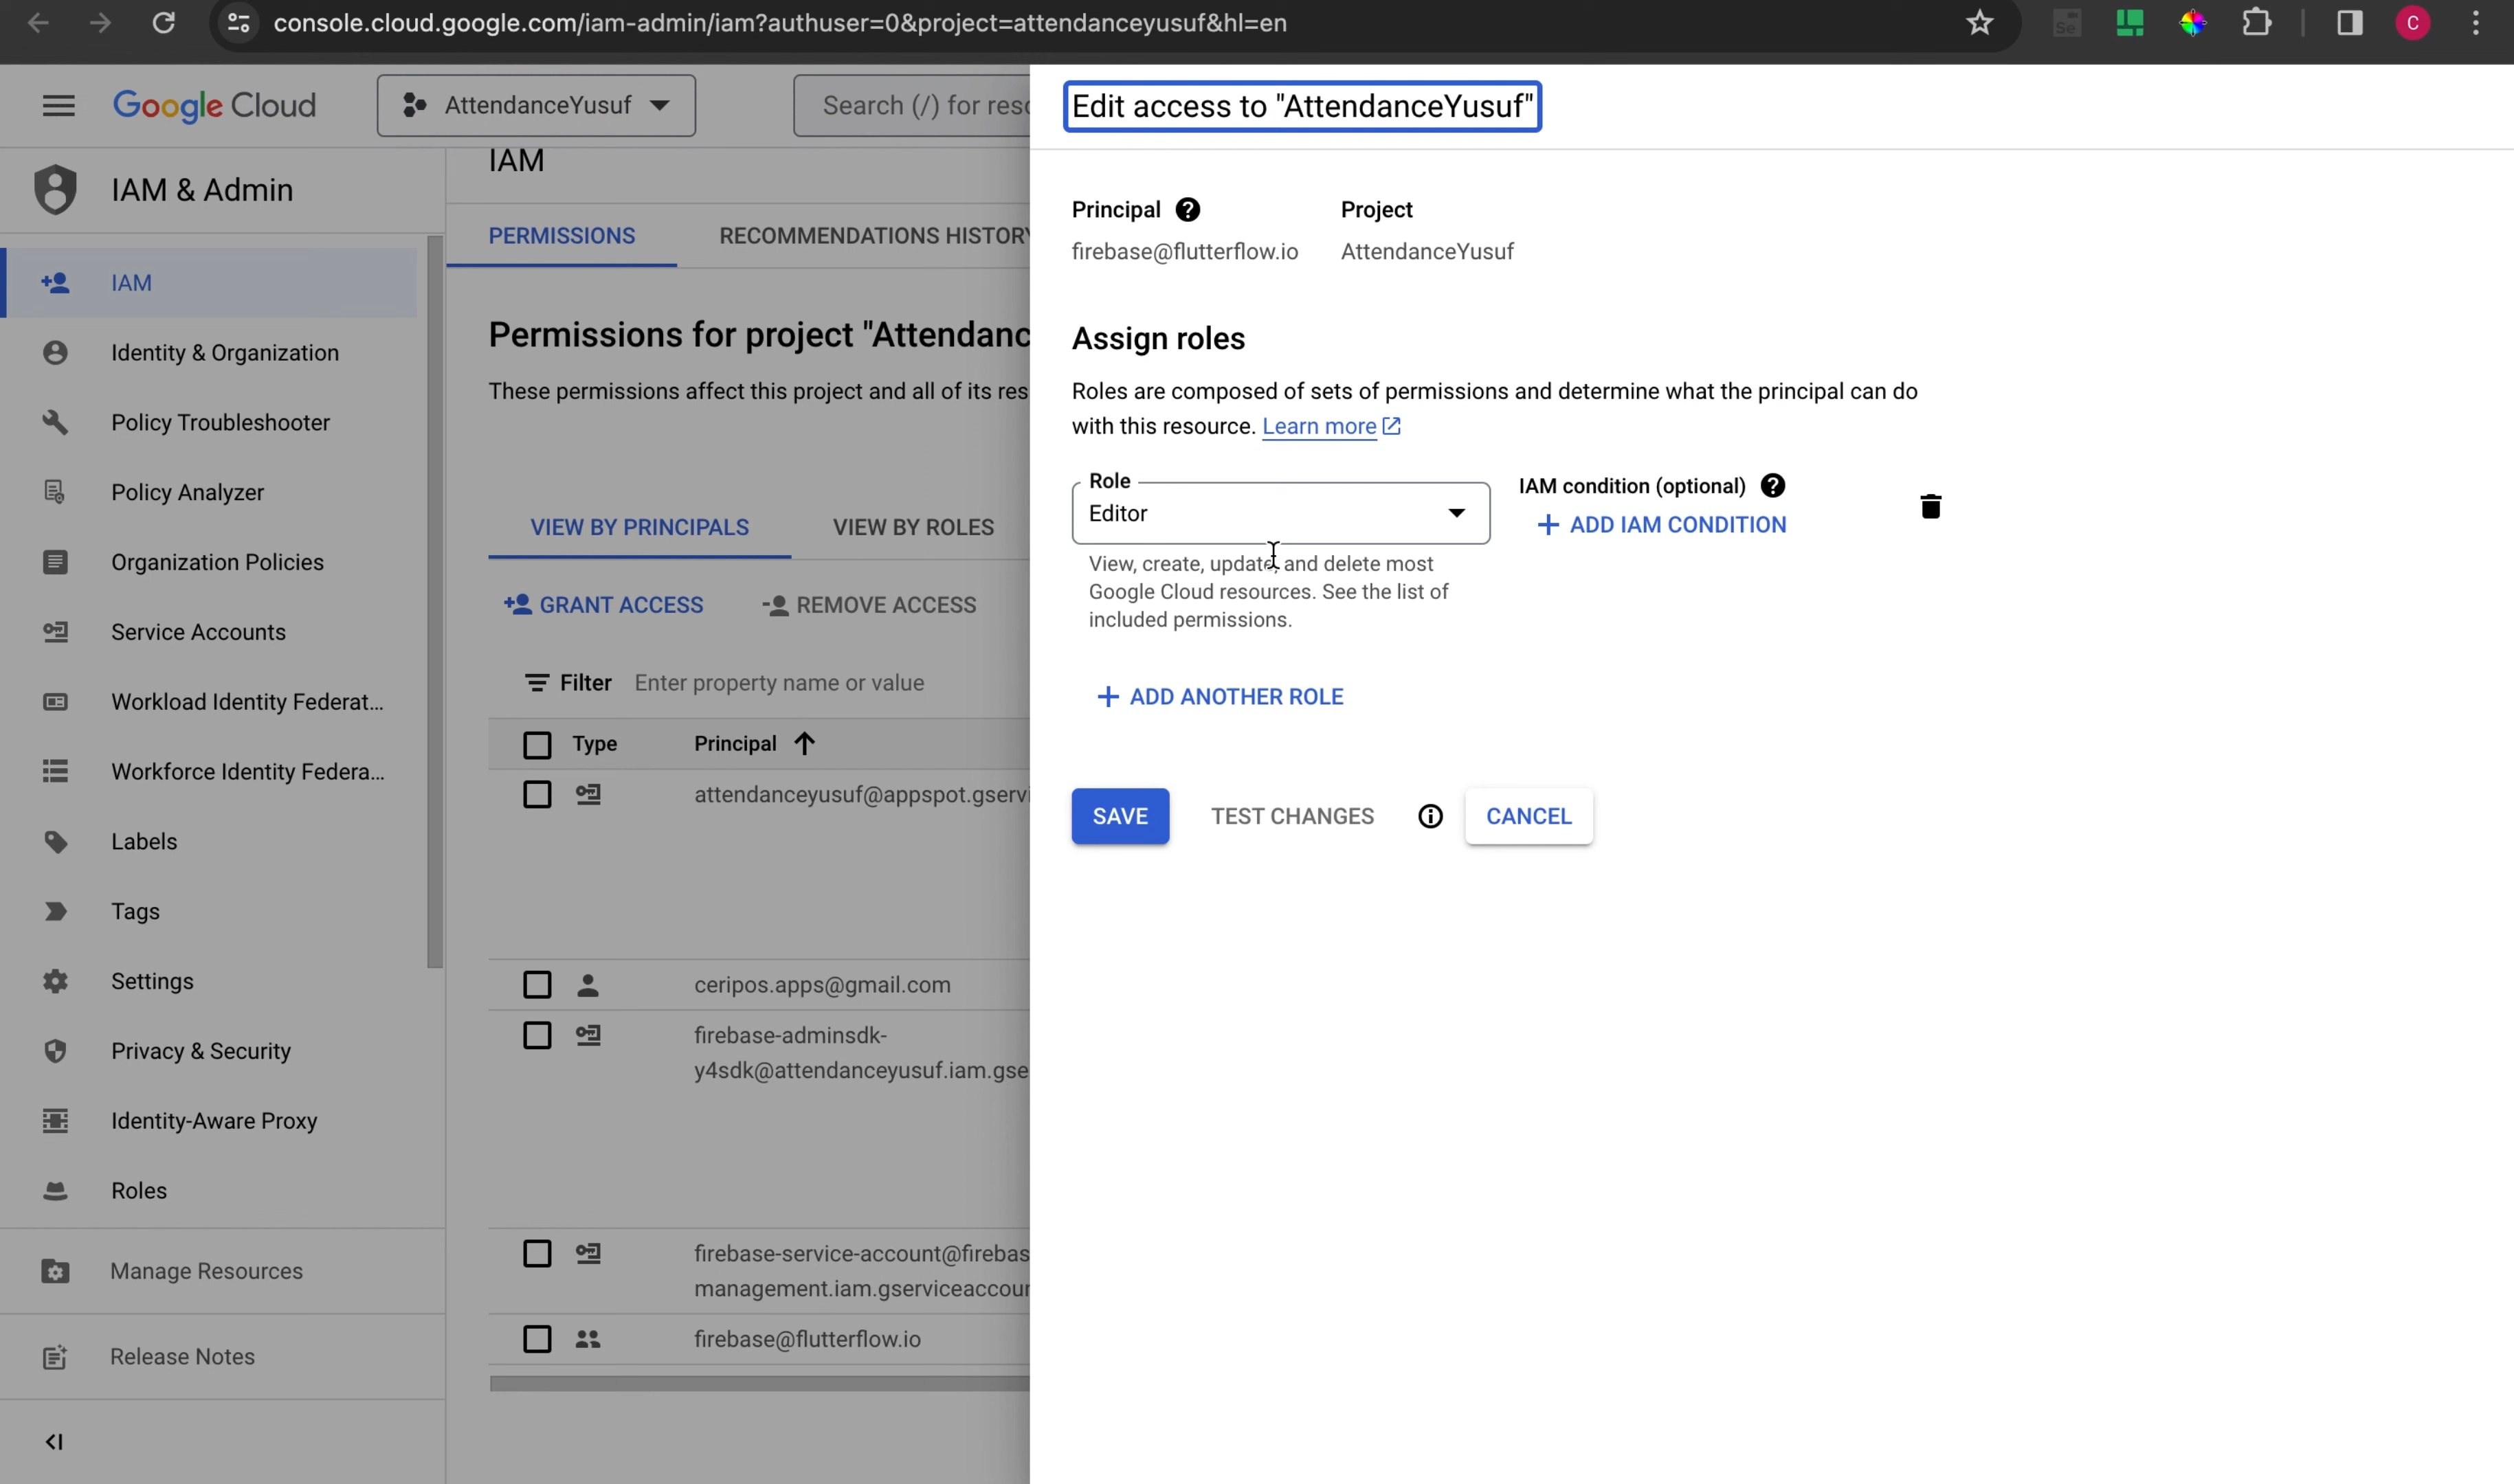 console.cloud.google.com/iam-admin/iam?authuser=0&project=attendanceyusuf&hl=en
C
Google Cloud
AttendanceYusuf
Search (/) for reso
IAM & Admin
IAM
Identity & Organization
Policy Troubleshooter
Policy Analyzer
Organization Policies
Service Accounts
Workload Identity Federat...
Workforce Identity Federa...
Labels
Tags
Settings
Privacy & Security
Identity-Aware Proxy
Roles
Manage Resources
Release Notes
IAM
PERMISSIONS
RECOMMENDATIONS HISTORY
Permissions for project "Attendanc
These permissions affect this project and all of its res
VIEW BY PRINCIPALS
VIEW BY ROLES
GRANT ACCESS
REMOVE ACCESS
Filter
Enter property name or value
Type
Principal
attendanceyusuf@appspot.gservi
ceripos.apps@gmail.com
firebase-adminsdk-
y4sdk@attendanceyusuf.iam.gse
firebase-service-account@firebas
management.iam.gserviceaccour
firebase@flutterflow.io
Edit access to "AttendanceYusuf"
Principal
Project
firebase@flutterflow.io
AttendanceYusuf
Assign roles
Roles are composed of sets of permissions and determine what the principal can do
with this resource. Learn more
Role
Editor
IAM condition (optional)
+ ADD IAM CONDITION
View, create, update, and delete most
Google Cloud resources. See the list of
included permissions.
+ ADD ANOTHER ROLE
SAVE
TEST CHANGES
CANCEL